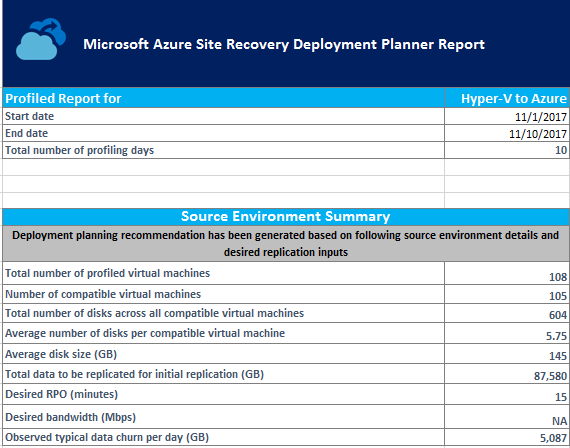 Microsoft Azure Site Recovery Deployment Planner Report
Profiled Report for Hyper-V to Azure
Start date 11/1/2017
End date 11/10/2017
Total number of profiling days 10
Source Environment Summary
Deployment planning recommendation has been generated based on following source environment details and
desired replication inputs
Total number of profiled virtual machines 108
Number of compatible virtual machines 105
Total number of disks across all compatible virtual machines 604
Average number of disks per compatible virtual machine 5.75
Average disk size (GB) 145
Total data to be replicated for initial replication (GB) 87,580
Desired RPO (minutes) 15
Desired bandwidth (Mbps) NA
Observed typical data churn per day (GB) 5,087